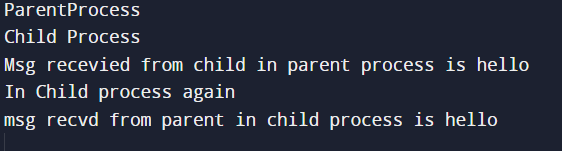 ParentProcess
Child Process
Msg recevied from child in parent process is hello
In Child process again
msg recvd from parent in child process is hello